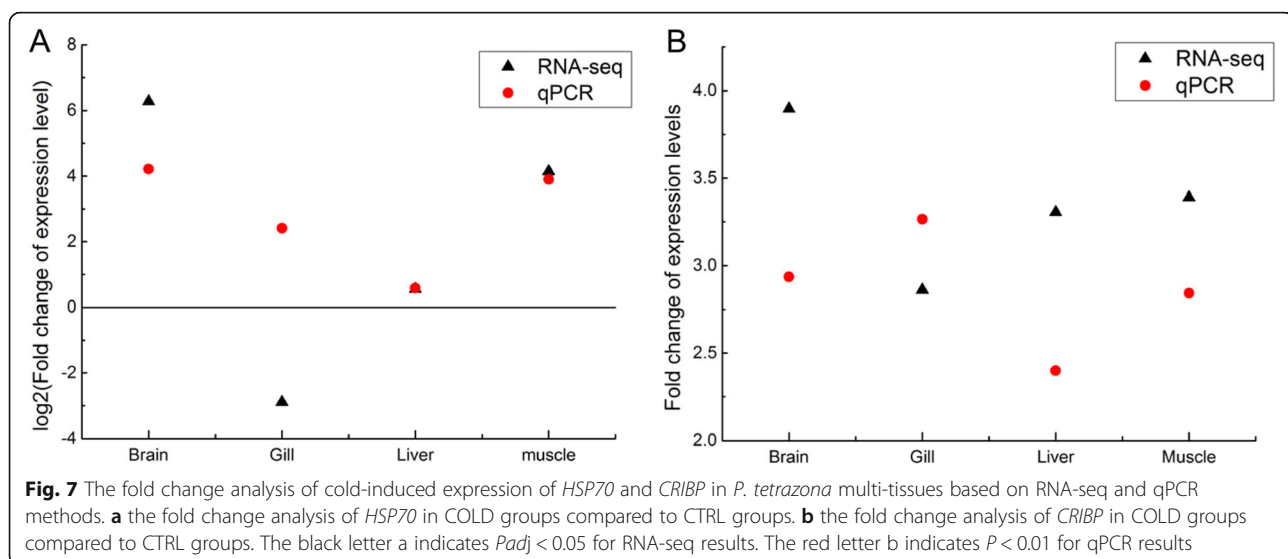 A
RNA-seq
qPCR
log2(Fold change of expression level)
8
6
4
2
0
-2
-4
Brain Gill Liver muscle
B
RNA-seq
qPCR
Fold change of expression levels
4.0
3.5
3.0
2.5
2.0
Brain Gill Liver Muscle
Fig. 7 The fold change analysis of cold-induced expression of HSP70 and CRIBP in P. tetrazona multi-tissues based on RNA-seq and qPCR
methods. a the fold change analysis of HSP70 in COLD groups compared to CTRL groups. b the fold change analysis of CRIBP in COLD groups
compared to CTRL groups. The black letter a indicates Padj < 0.05 for RNA-seq results. The red letter b indicates P < 0.01 for qPCR results